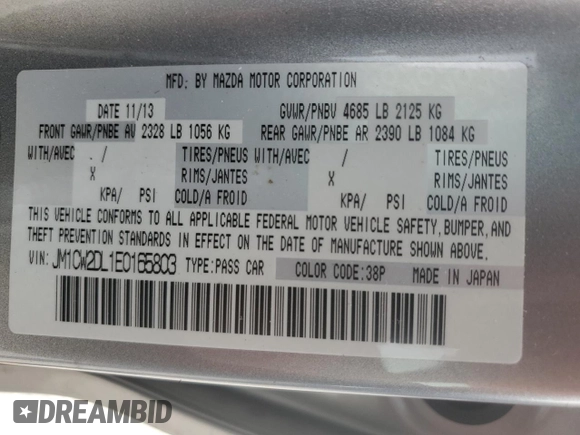 MFD: BY MAZDA MOTOR CORPORATION
DATE 11/13 GVWR/PNBV 4685 LB 2125 KG
FRONT GAWR/PNBE AV 2328 LB 1056 KG REAR GAWR/PNBE AR 2390 LB 1084 KG
WITH/AVEC . / TIRES/PNEUS WITH/AVEC / TIRES/PNEUS
X RIMS/JANTES X RIMS/JANTES
KPA/ PSI COLD/A FROID KPA/ PSI COLD/A FROID
THIS VEHICLE CONFORMS TO ALL APPLICABLE FEDERAL MOTOR VEHICLE SAFETY, BUMPER, AND
THEFT PREVENTION STANDARDS IN EFFECT ON THE DATE OF MANUFACTURE SHOWN ABOVE.
VIN: JM1CW2DL1E0165803 TYPE:PASS CAR COLOR CODE:38P MADE IN JAPAN
DREAMBID